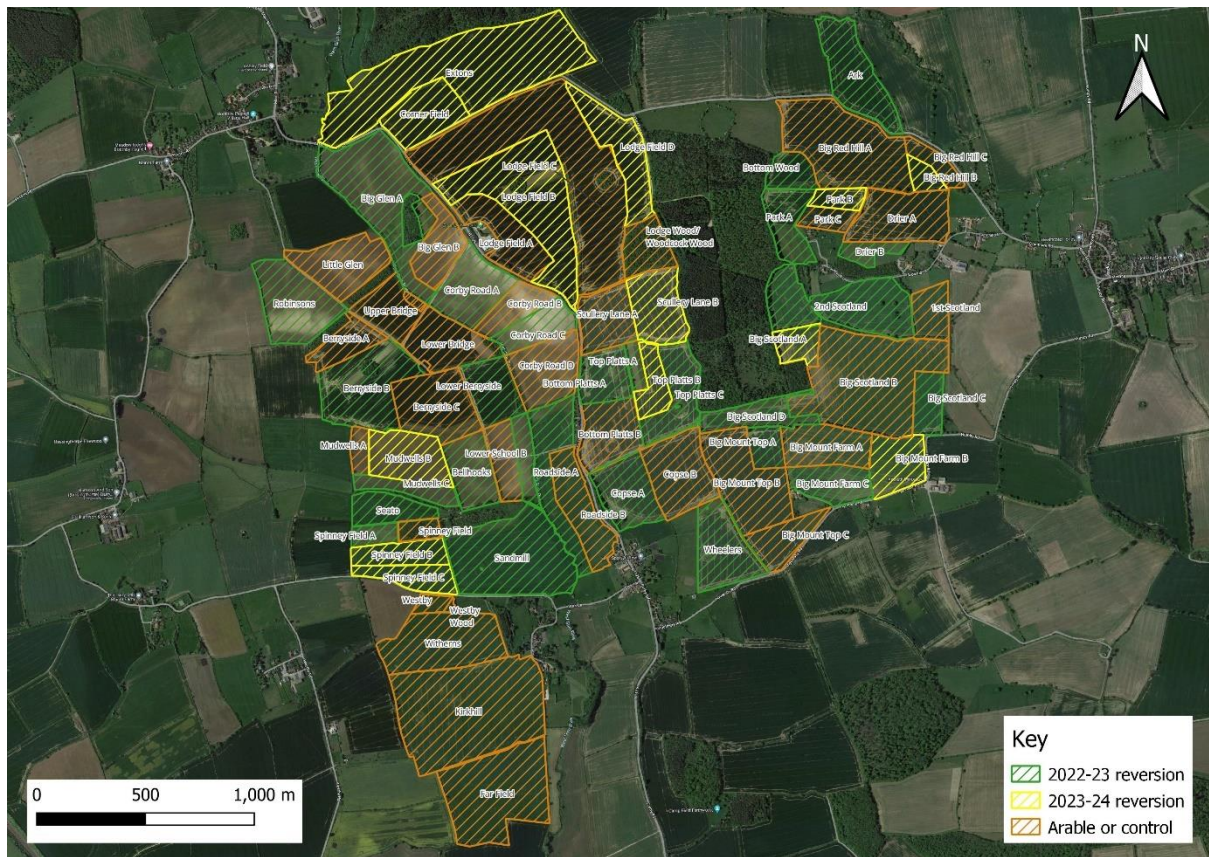 N
Extons
Ack
Corner Field
Lodge Field D
Big Red Hill A
Lodge Field C
Big Red Hill C
Bottom Wood
Big Red Hill B
Big Glen A
Lodge Field B
Park B
Park A
Park C
Drier A
Lodge Wood/
Woodcock Wood
Big Glen B
Lodge Field A
Drier B
Little Glen
Corby Road A
Robinsons
Corby Road B
Scullery Lane B
2nd Scotland
1st Scotland
Upper Bridge
Scullery Lane A
Berryside A
Corby Road C
Big Scotland A
Lower Bridge
Corby Road D
Top Platts A
Berryside B
Lower Berryside
Bottom Platts A
Top Platts B
Top Platts C
Big Scotland B
Berryside C
Big Scotland C
Big Scotland D
Mudwells A
Bottom Platts B
Big Mount Top A
Big Mount Farm A
Mudwells B
Lower School B
Big Mount Farm B
Bellhooks
Roadside A
Copse B
Mudwells C
Big Mount Top B
Big Mount Farm C
Copse A
Seate
Roadside B
Spinney Field A
Spinney Field
Big Mount Top C
Spinney Field B
Sandmill
Wheelers
Spinney Field C
Westby
Westby
Wood
Witherns
Kirkhill
Far Field
Key
2022-23 reversion
2023-24 reversion
Arable or control
0 500 1,000 m